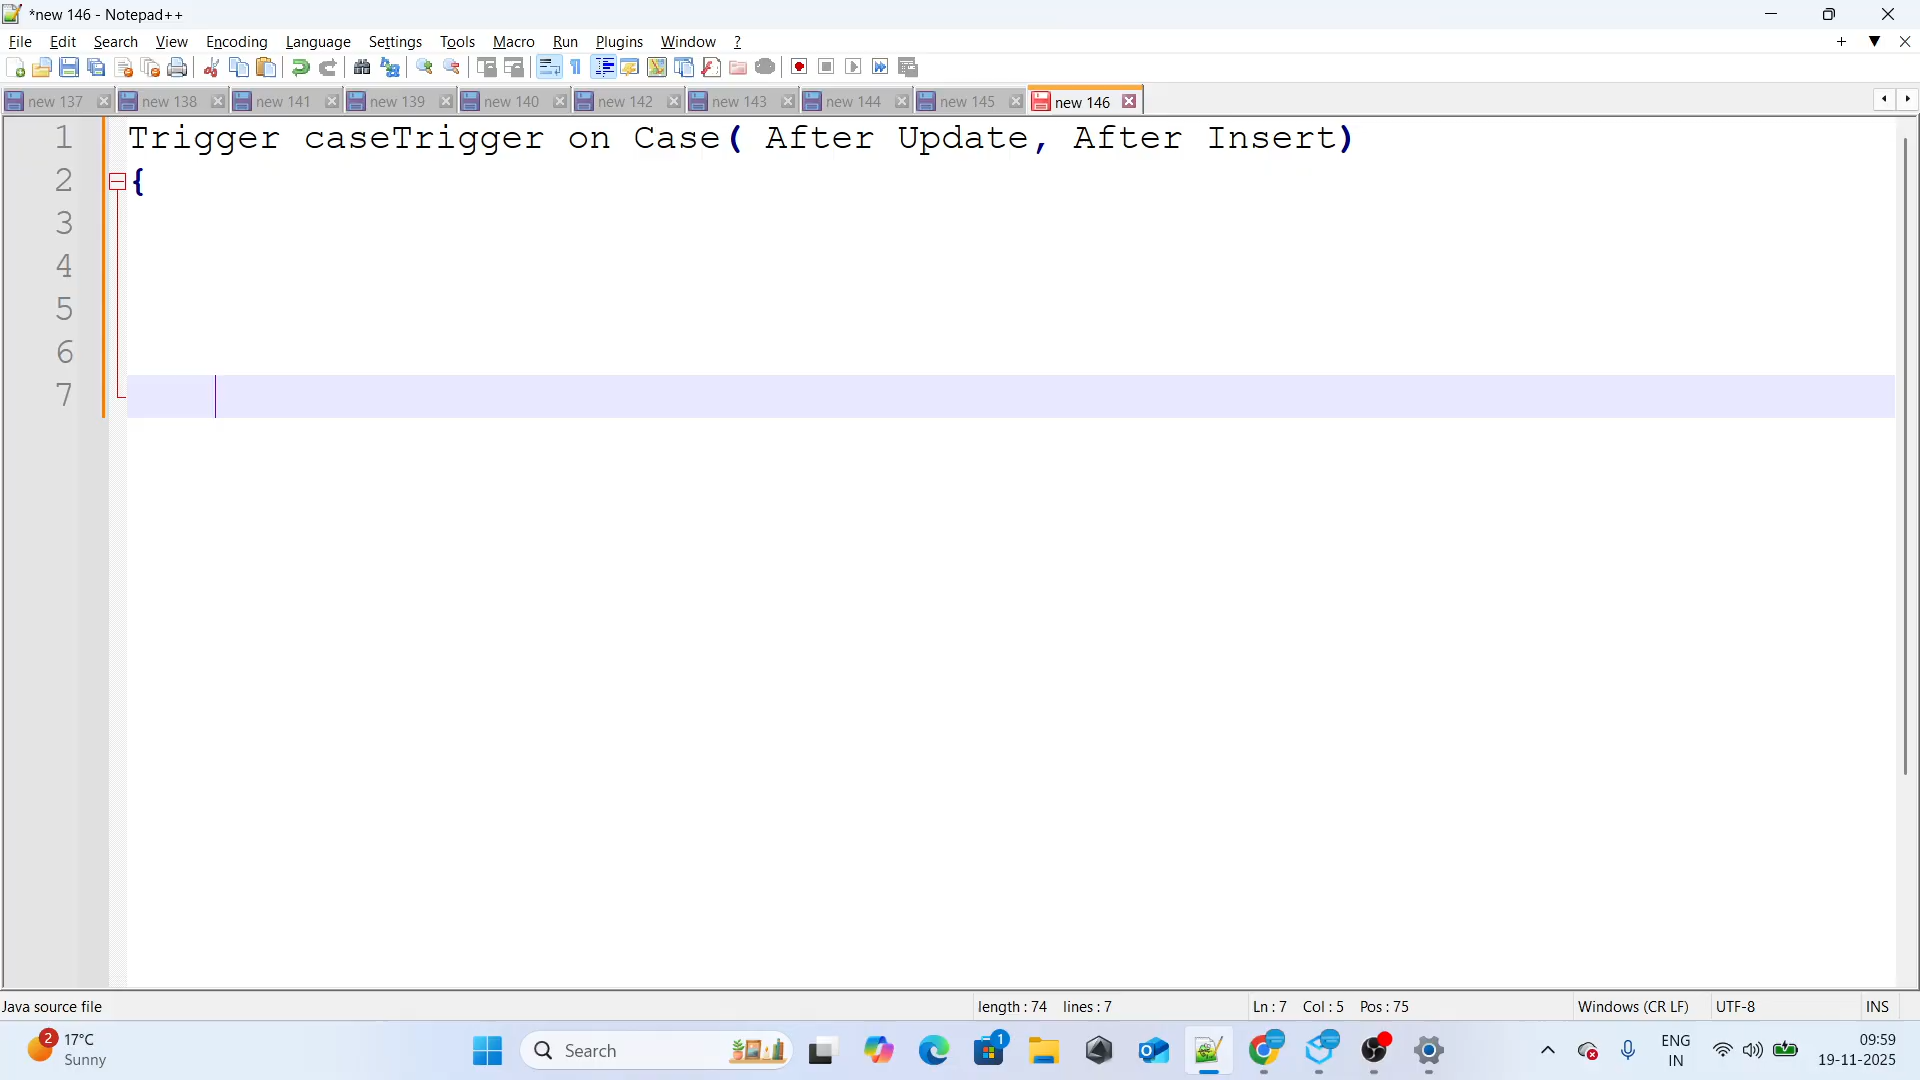 *new 146 - Notepad++
File Edit Search View Encoding Language Settings Tools Macro Run Plugins Window ?
new 137 new 138 new 141 new 139 new 140 new 142 new 143 new 144 new 145 new 146
1 Trigger caseTrigger on Case( After Update, After Insert)
2 {
3
4
5
6
7
Java source file length : 74 lines : 7 Ln : 7 Col : 5 Pos : 75 Windows (CR LF) UTF-8 INS
2 17°C
Sunny
Search
1
ENG
IN
09:59
19-11-2025